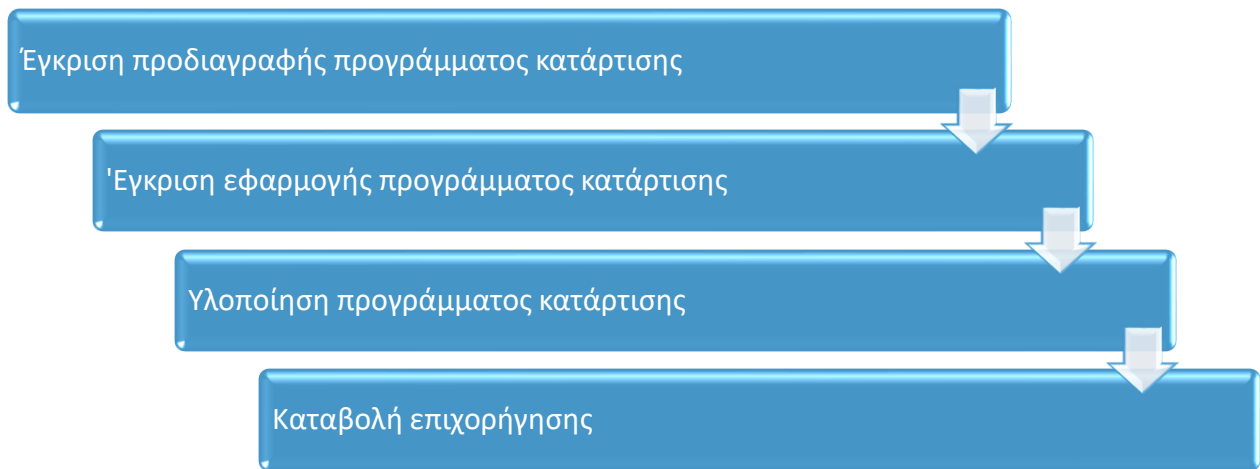 Έγκριση προδιαγραφής προγράμματος κατάρτισης
'Εγκριση εφαρμογής προγράμματος κατάρτισης
Υλοποίηση προγράμματος κατάρτισης
Καταβολή επιχορήγησης